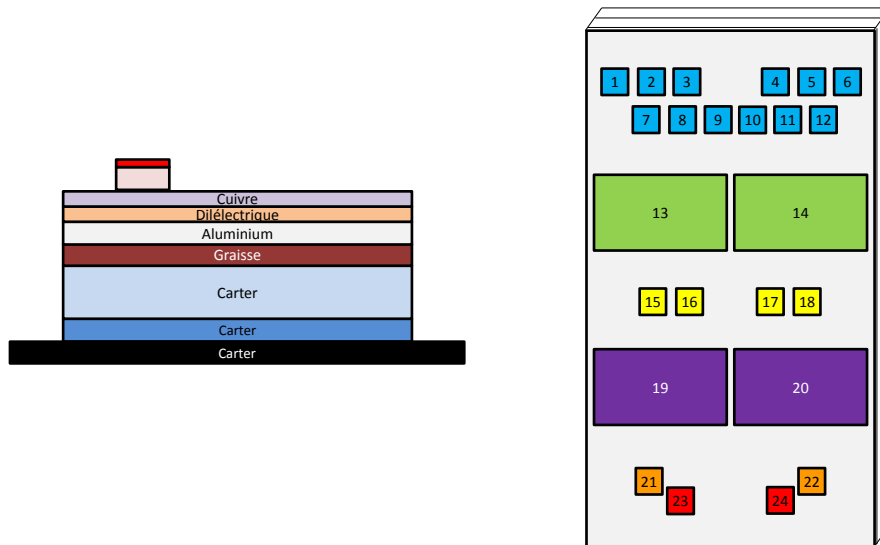 Cuivre
Dilélectrique
Aluminium
Graisse
Carter
Carter
Carter
1 2 3 4 5 6
7 8 9 10 11 12
13 14
15 16 17 18
19 20
21 22
23 24